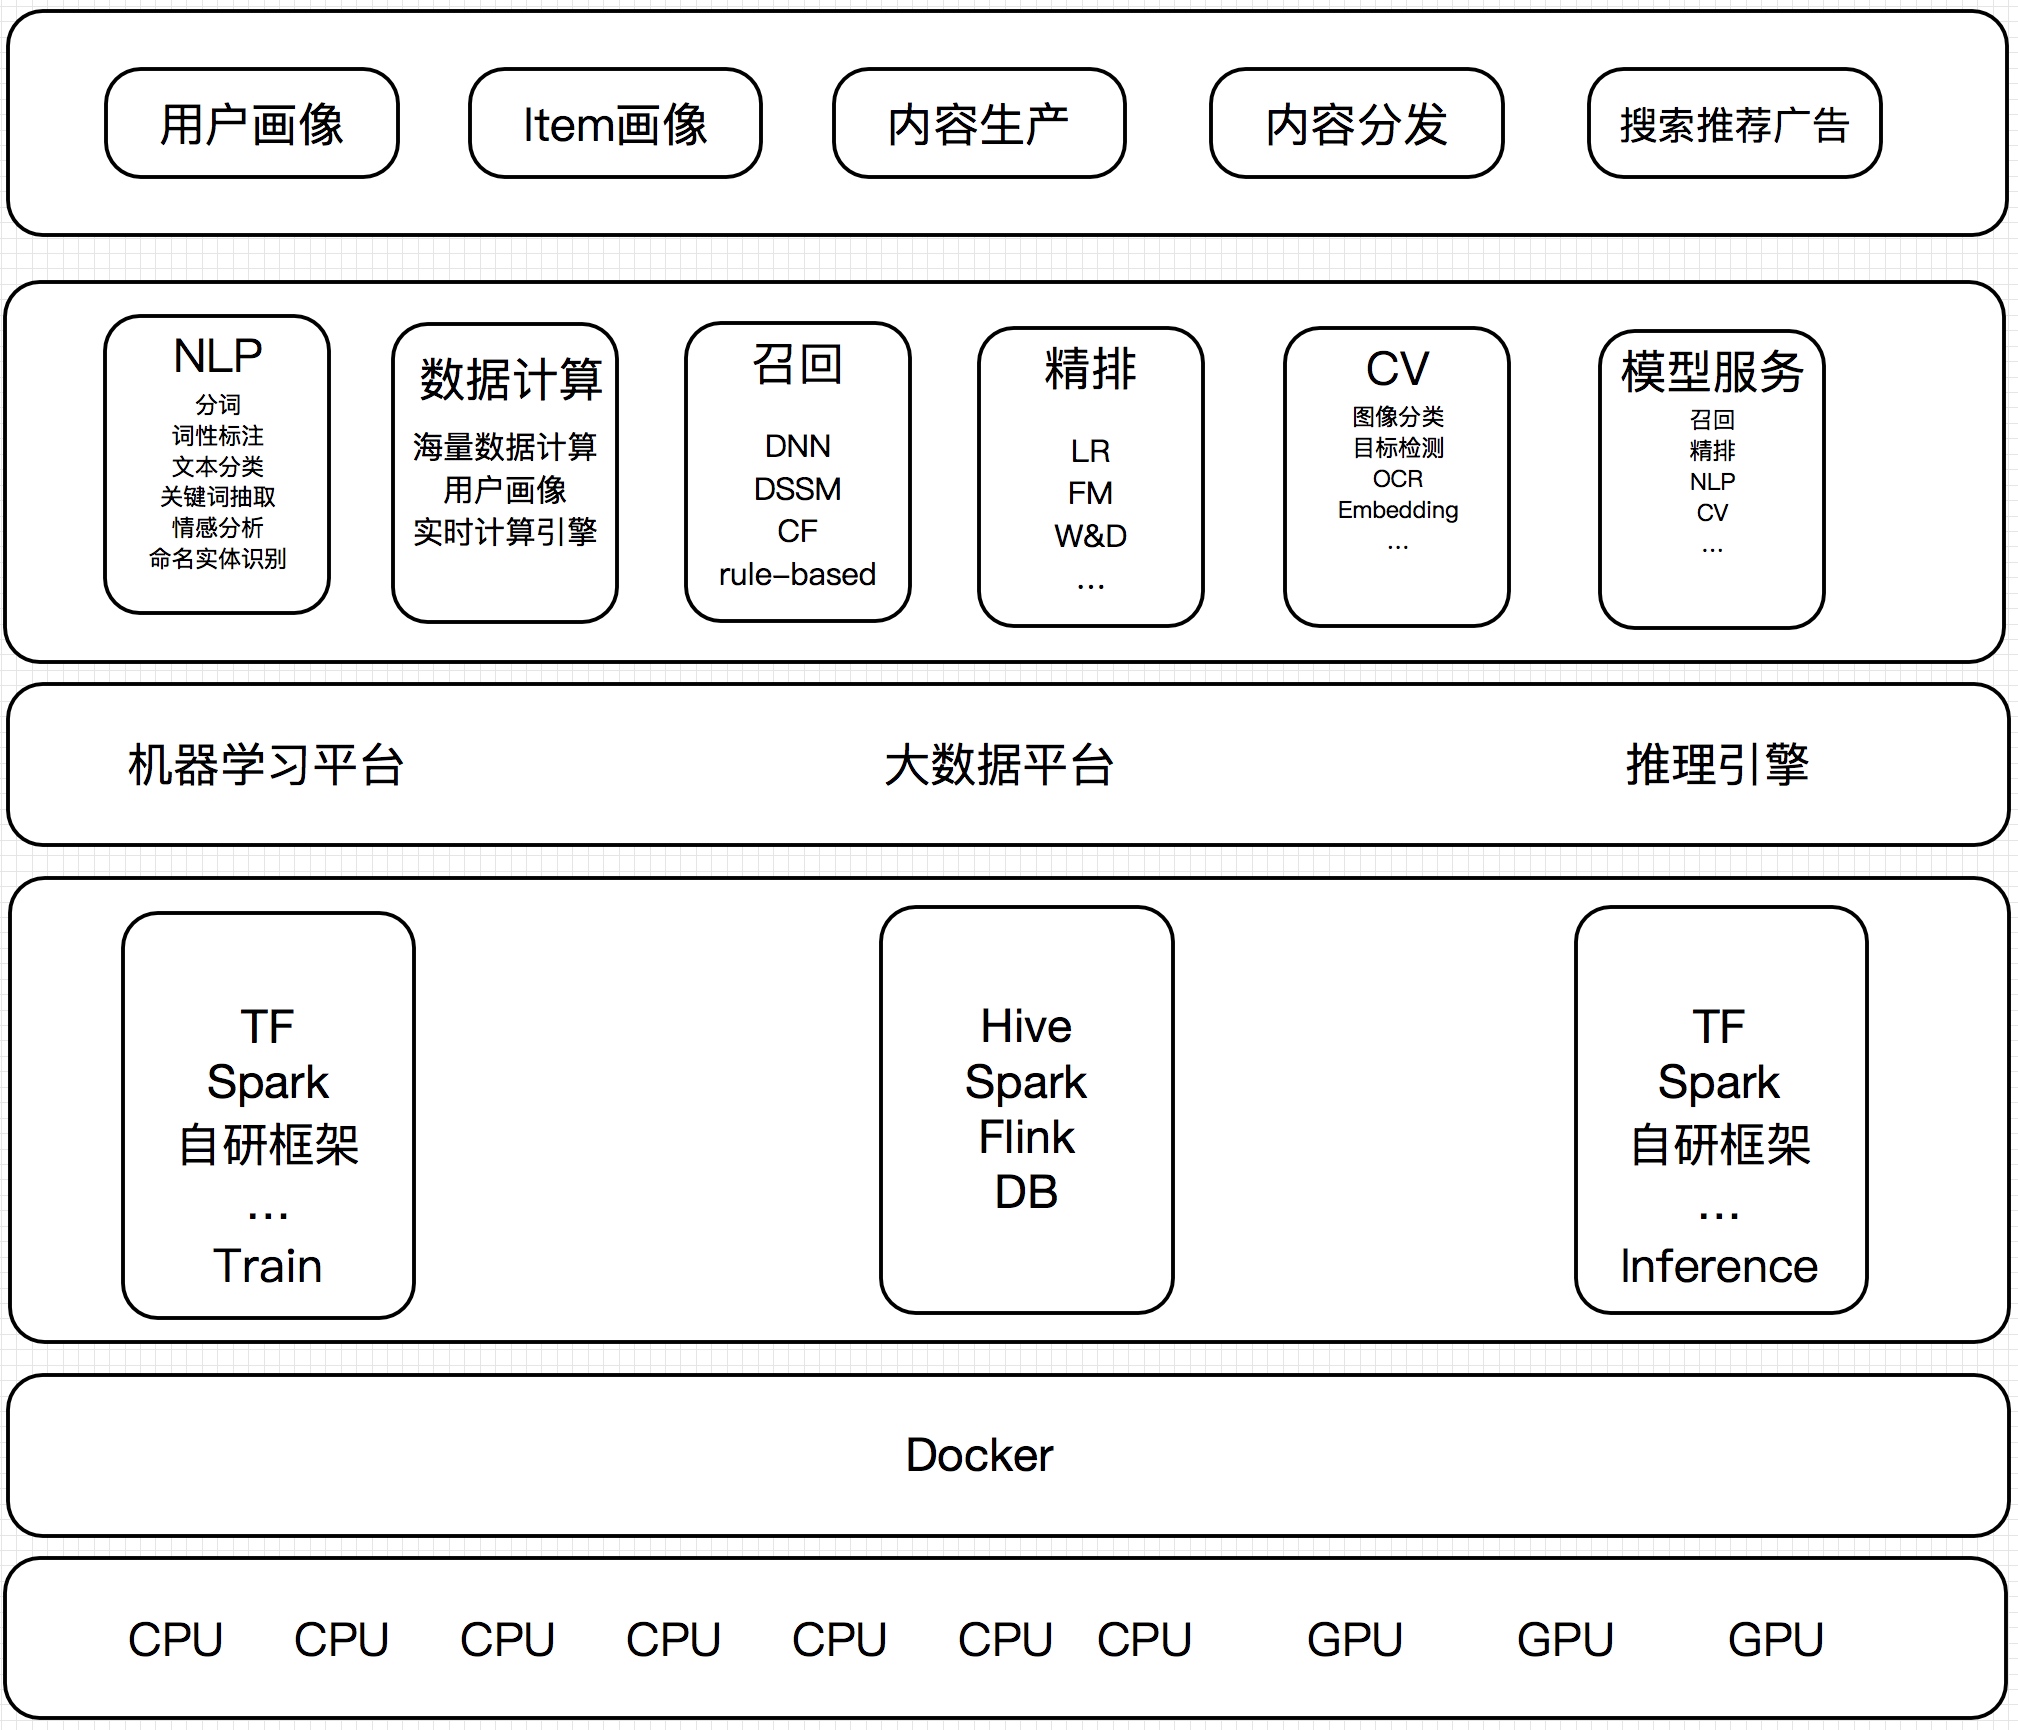 用户画像
Item画像
内容生产
内容分发
搜索推荐广告
NLP
分词
词性标注
文本分类
关键词抽取
情感分析
命名实体识别
数据计算
海量数据计算
用户画像
实时计算引擎
召回
DNN
DSSM
CF
rule-based
精排
LR
FM
W&D
...
CV
图像分类
目标检测
OCR
Embedding
...
模型服务
召回
精排
NLP
CV
...
机器学习平台
大数据平台
推理引擎
TF
Spark
自研框架
...
Train
Hive
Spark
Flink
DB
TF
Spark
自研框架
...
Inference
Docker
CPU CPU CPU CPU CPU CPU CPU GPU GPU GPU